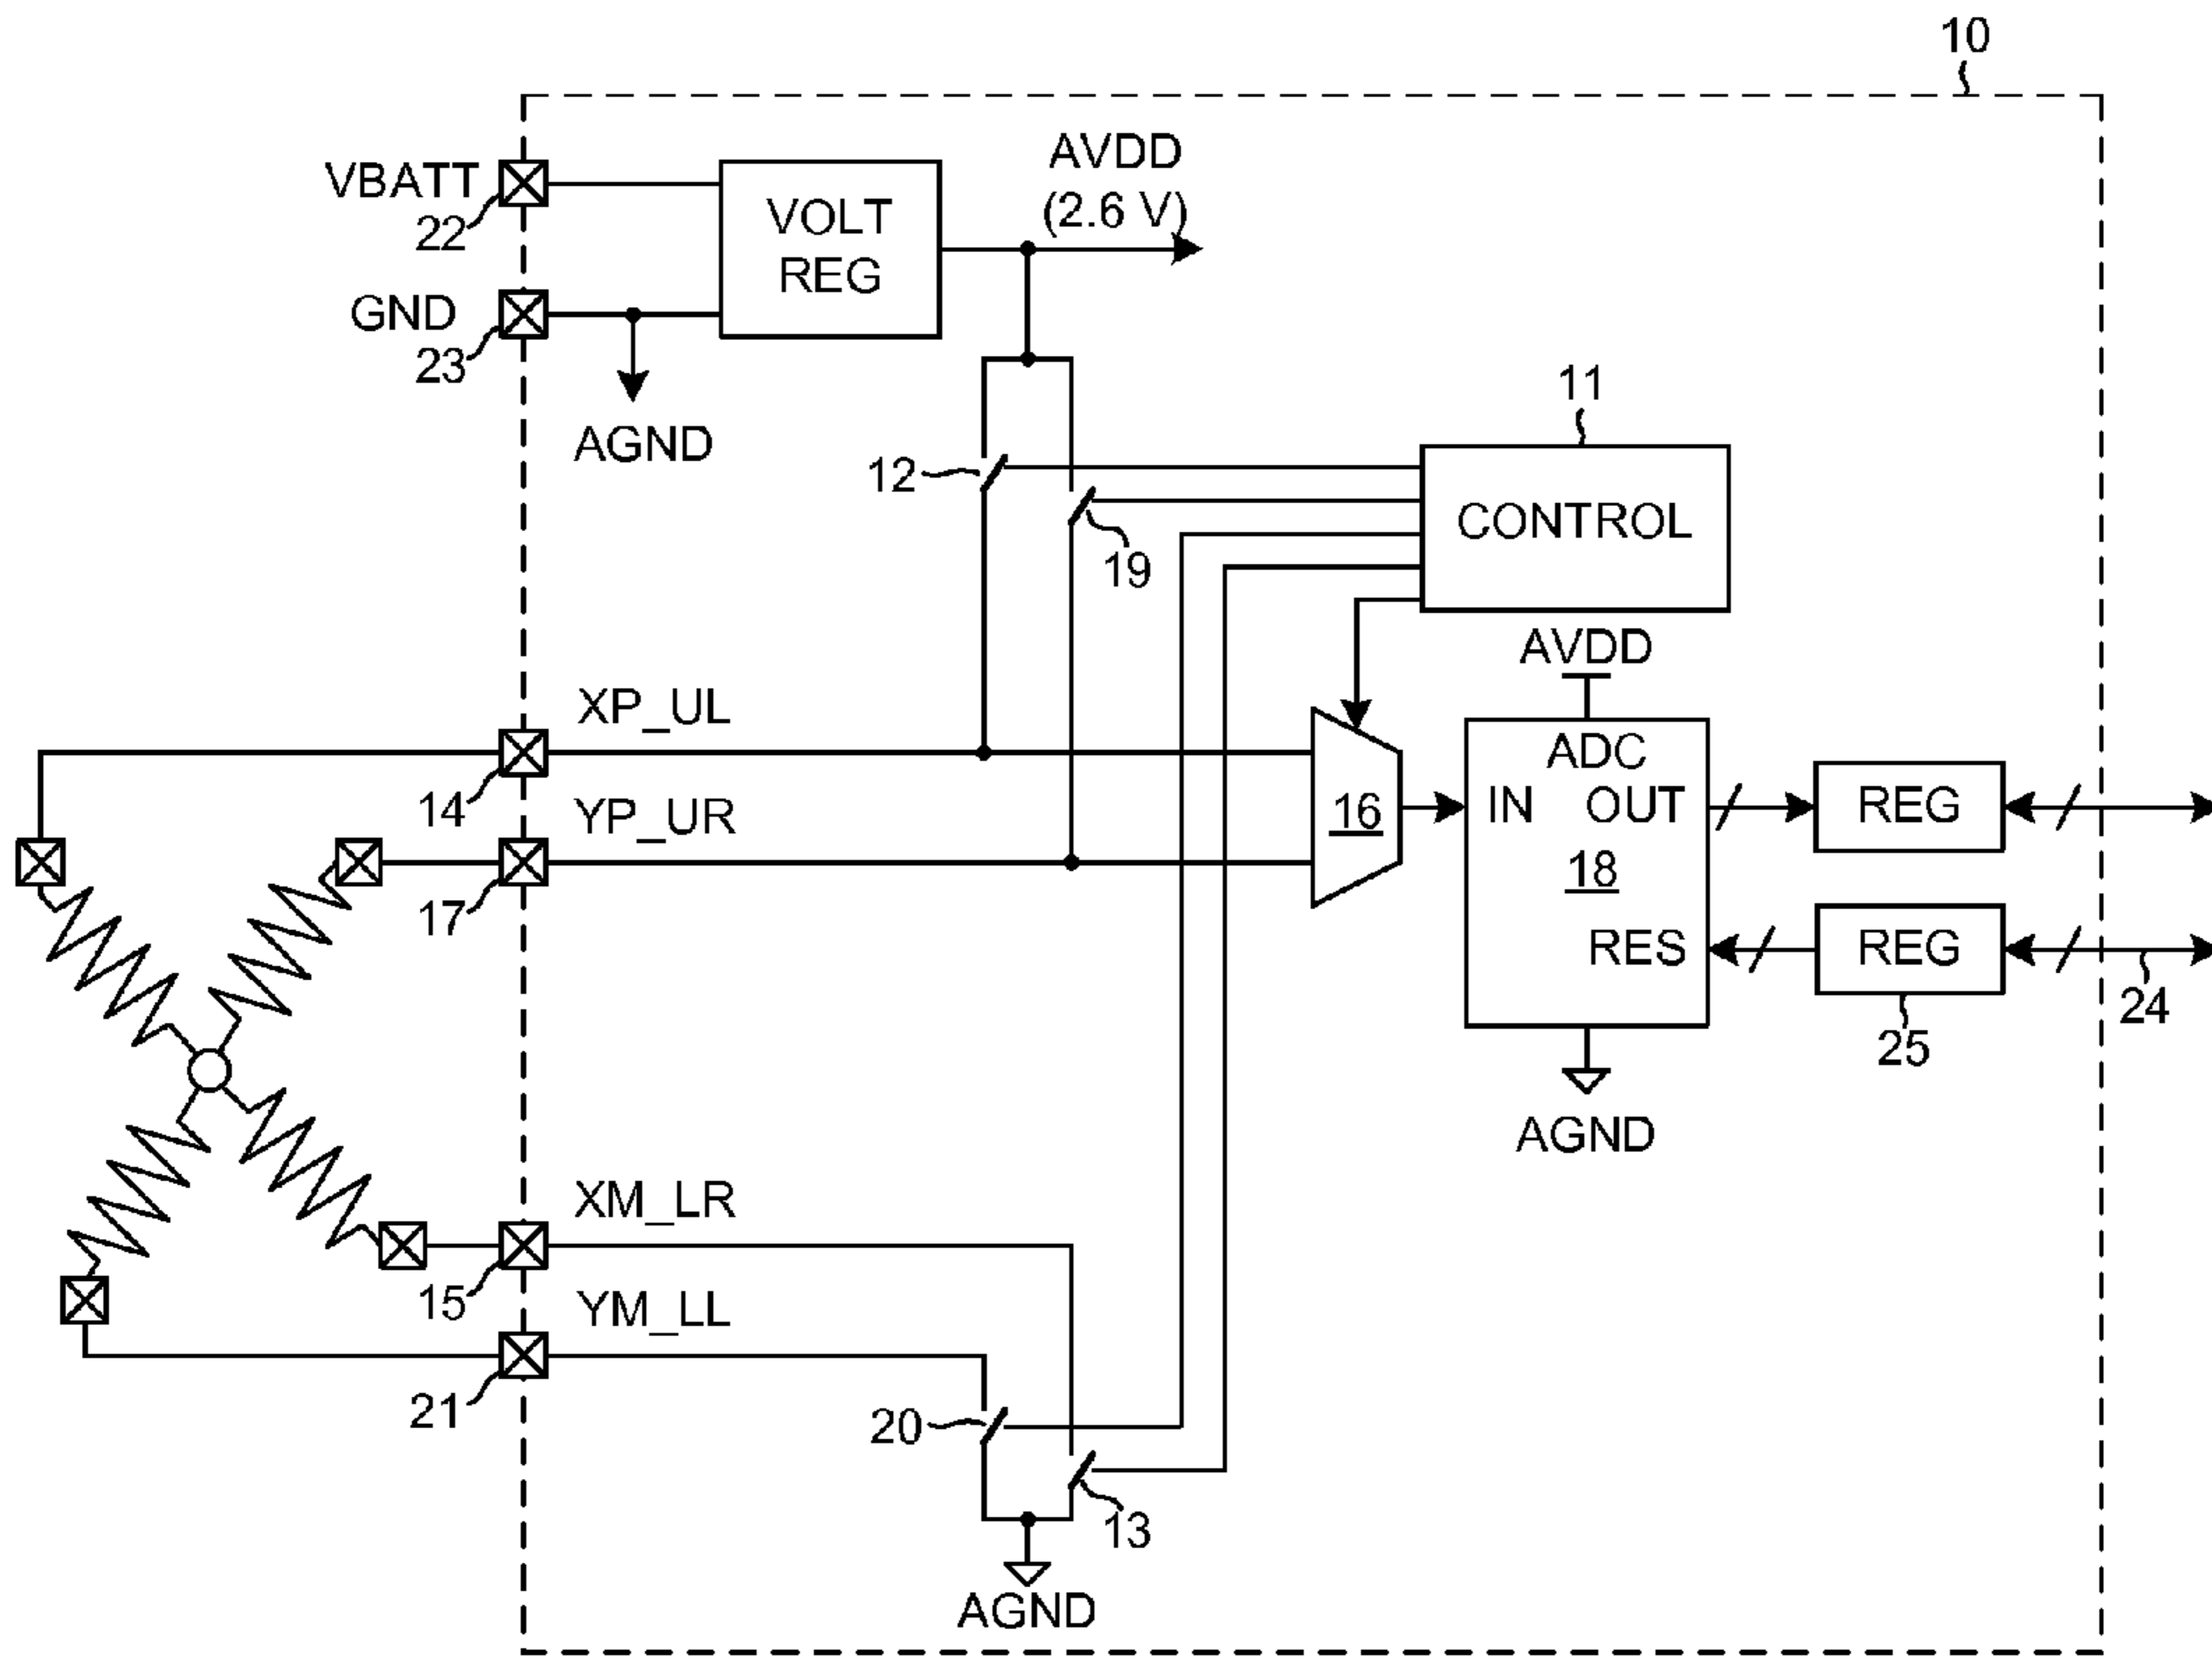 10
VBATT
22
GND
23
VOLT
REG
AVDD
(2.6 V)
AGND
12
19
11
CONTROL
XP_UL
14
YP_UR
17
16
AVDD
ADC
IN
OUT
18
RES
AGND
REG
REG
25
24
XM_LR
15
YM_LL
21
20
13
AGND